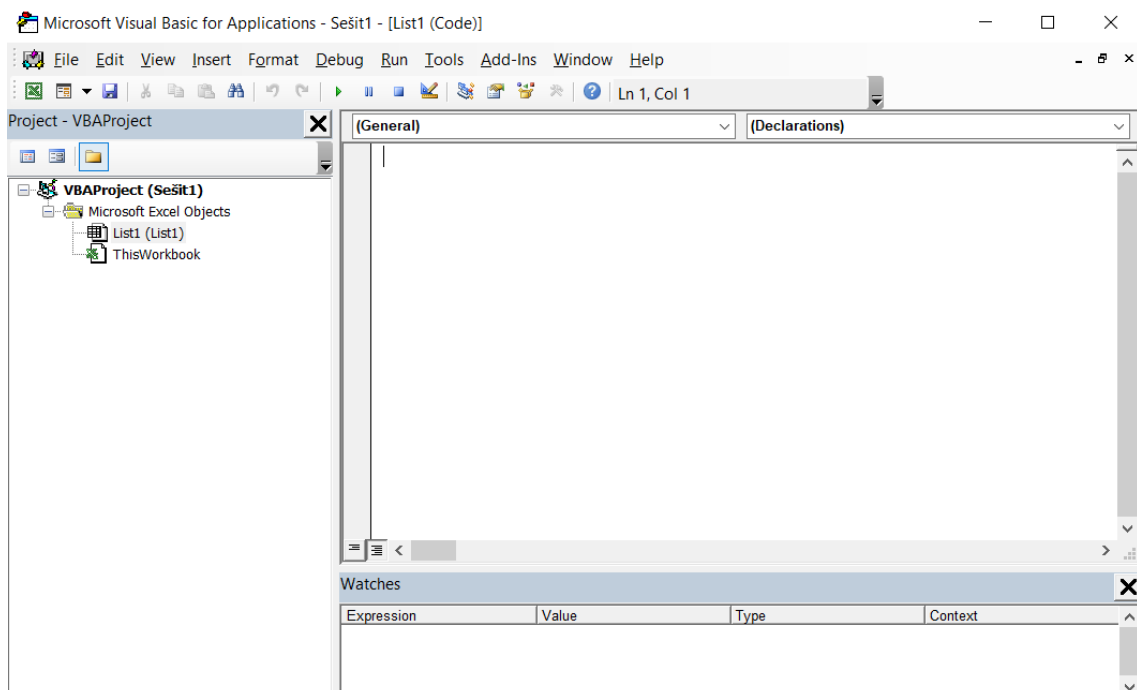 Microsoft Visual Basic for Applications - Sešit1 - [List1 (Code)]
File Edit View Insert Format Debug Run Tools Add-Ins Window Help
Ln 1, Col 1
Project - VBAProject
(General) (Declarations)
VBAProject (Sešit1)
Microsoft Excel Objects
List1 (List1)
ThisWorkbook
Watches
Expression Value Type Context